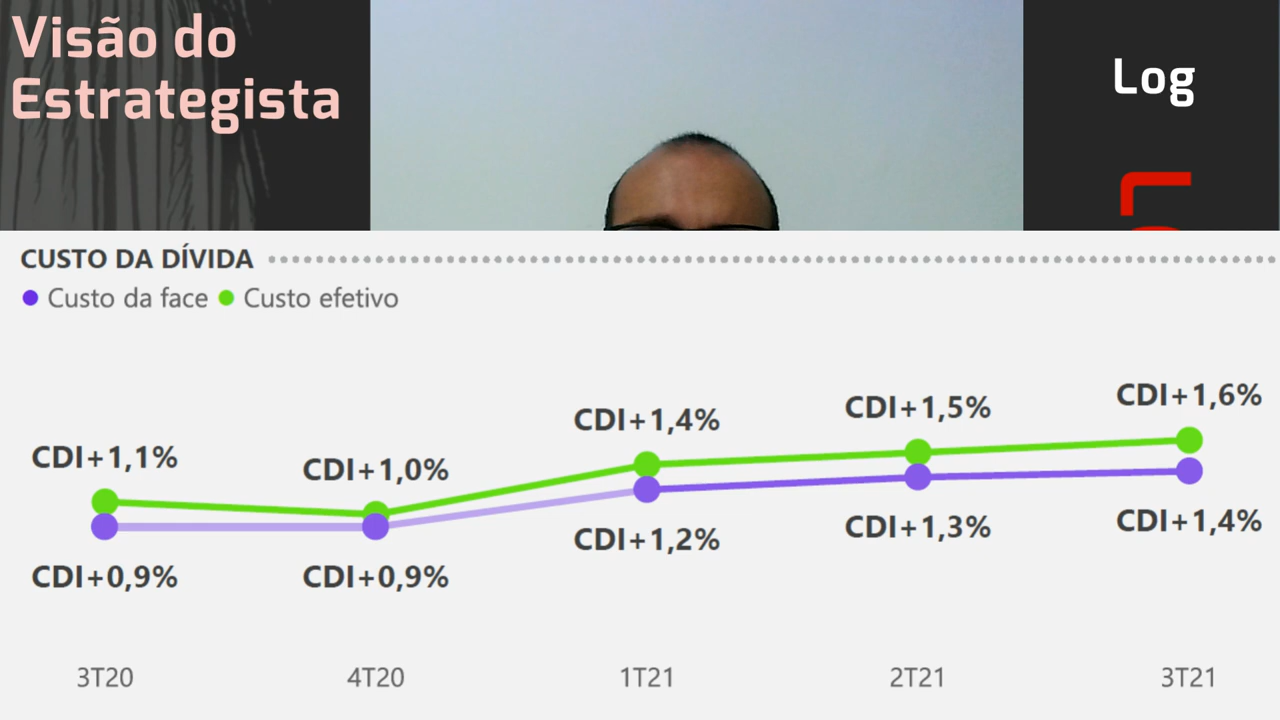 Visão do
Estrategista
Log
CUSTO DA DÍVIDA
Custo da face Custo efetivo
CDI+1,1% CDI+1,0% CDI+1,4% CDI+1,5% CDI+1,6%
CDI+0,9% CDI+0,9% CDI+1,2% CDI+1,3% CDI+1,4%
3T20 4T20 1T21 2T21 3T21